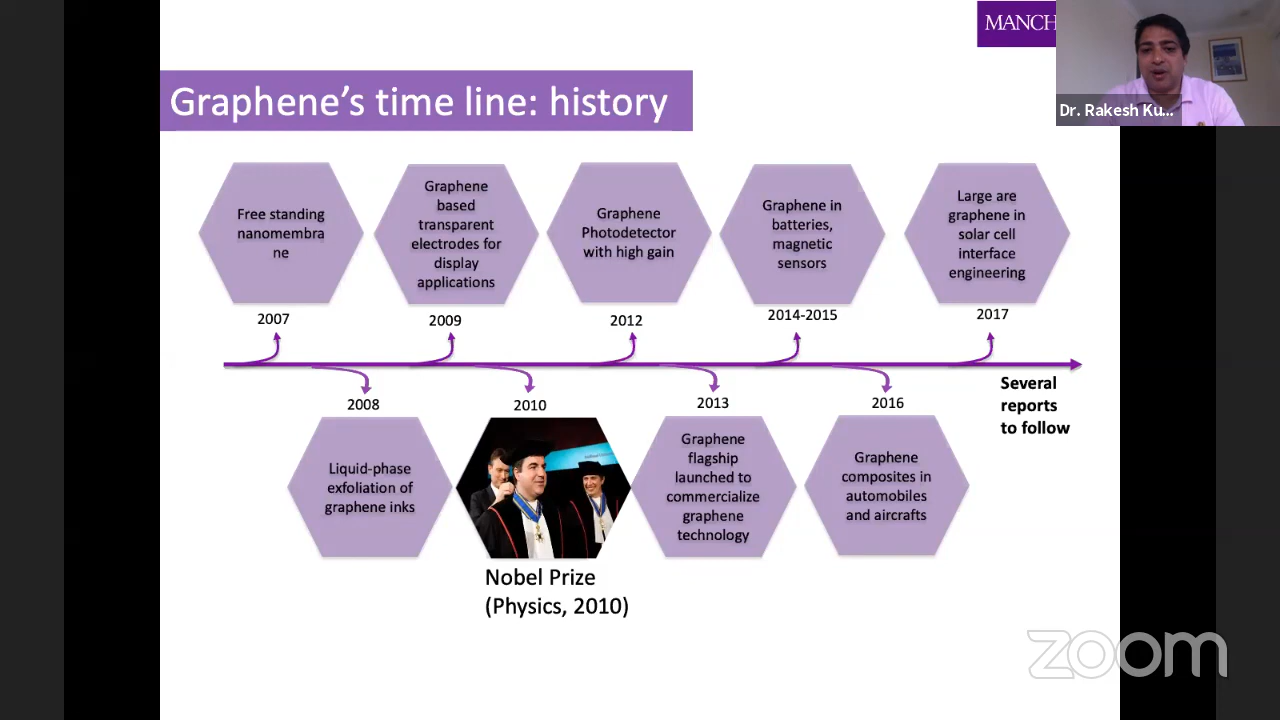 MANCH
Dr. Rakesh Ku...
Graphene's time line: history
Free standing
nanomembra
ne
Graphene
based
transparent
electrodes for
display
applications
Graphene
Photodetector
with high gain
Graphene in
batteries,
magnetic
sensors
Large are
graphene in
solar cell
interface
engineering
2007
2009
2012
2014-2015
2017
Several
reports
to follow
2008
2010
2013
2016
Liquid-phase
exfoliation of
graphene inks
Graphene
flagship
launched to
commercialize
graphene
technology
Graphene
composites in
automobiles
and aircrafts
Nobel Prize
(Physics, 2010)
zoom